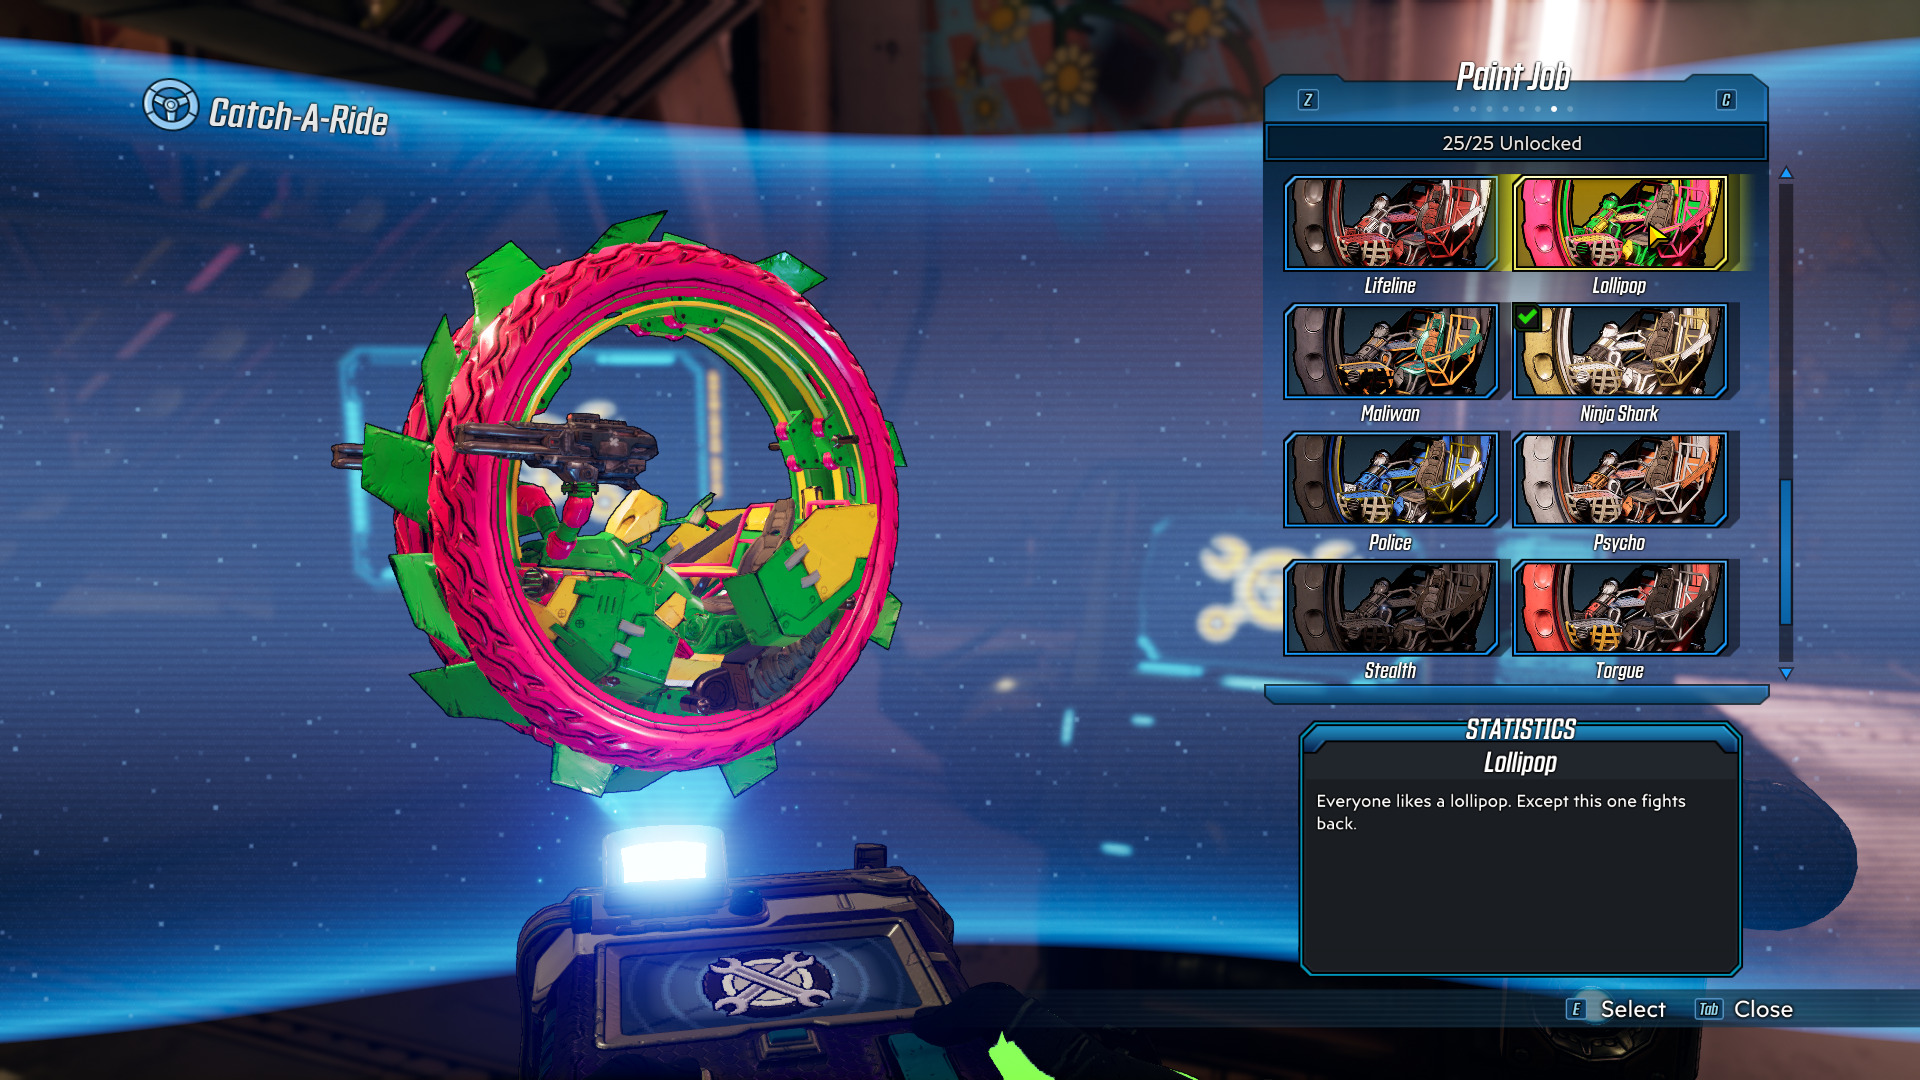 Catch-A-Ride
Paint Job
Z
C
25/25 Unlocked
Lifeline
Lollipop
Maliwan
Ninja Shark
Police
Psycho
Stealth
Torgue
STATISTICS
Lollipop
Everyone likes a lollipop. Except this one fights
back.
E Select
Tab Close